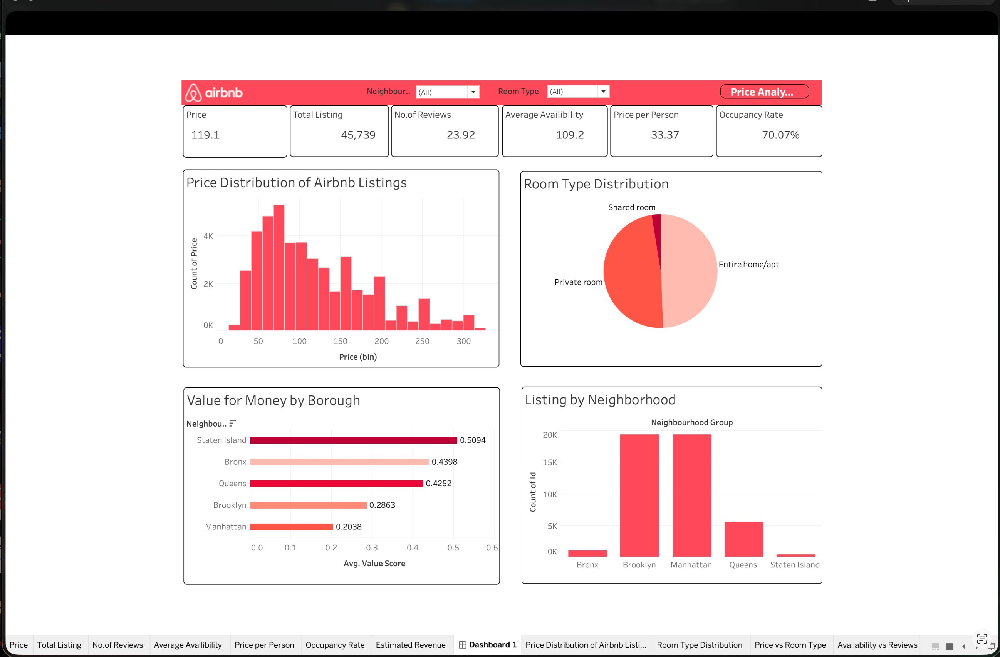 airbnb
Neighbour.. (All) Room Type (All) Price Analy...
Price Total Listing No.of Reviews Average Availibility Price per Person Occupancy Rate
119.1 45,739 23.92 109.2 33.37 70.07%
Price Distribution of Airbnb Listings
Count of Price
4K
2K
0K
0 50 100 150 200 250 300
Price (bin)
Room Type Distribution
Shared room
Entire home/apt
Private room
Value for Money by Borough
Neighbou..
Staten Island 0.5094
Bronx 0.4398
Queens 0.4252
Brooklyn 0.2863
Manhattan 0.2038
0.0 0.1 0.2 0.3 0.4 0.5 0.6
Avg. Value Score
Listing by Neighborhood
Neighbourhood Group
Count of Id
20K
15K
10K
5K
0K
Bronx Brooklyn Manhattan Queens Staten Island
Price Total Listing No.of Reviews Average Availibility Price per Person Occupancy Rate Estimated Revenue Dashboard 1 Price Distribution of Airbnb Listi... Room Type Distribution Price vs Room Type Availability vs Reviews